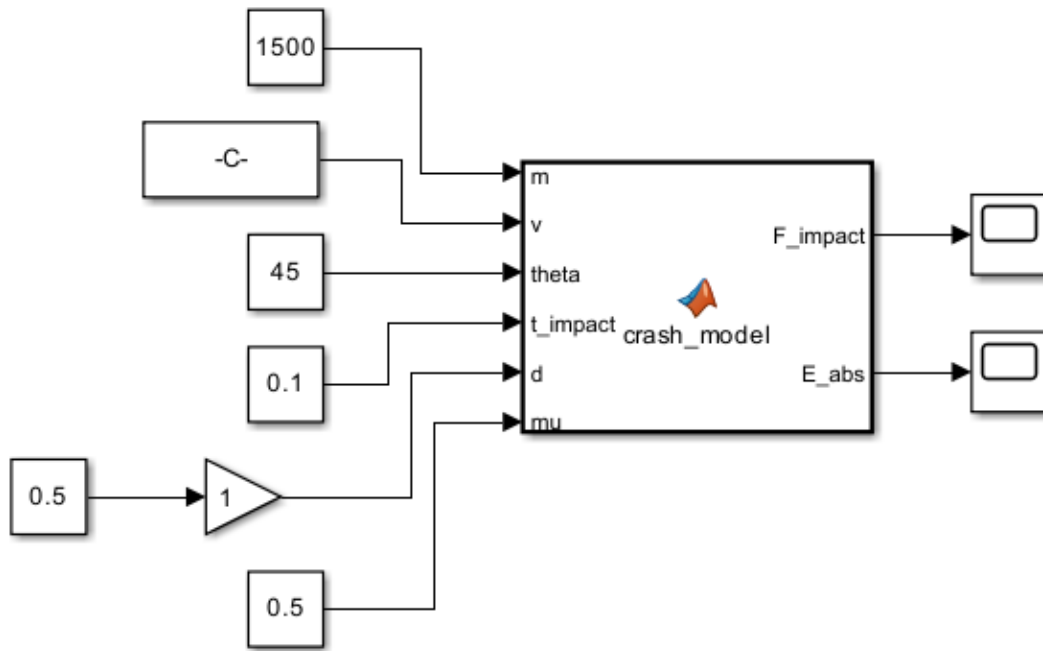 1500
-C-
45
0.1
0.5
1
0.5
m
v
theta
t_impact
d
mu
crash_model
F_impact
E_abs